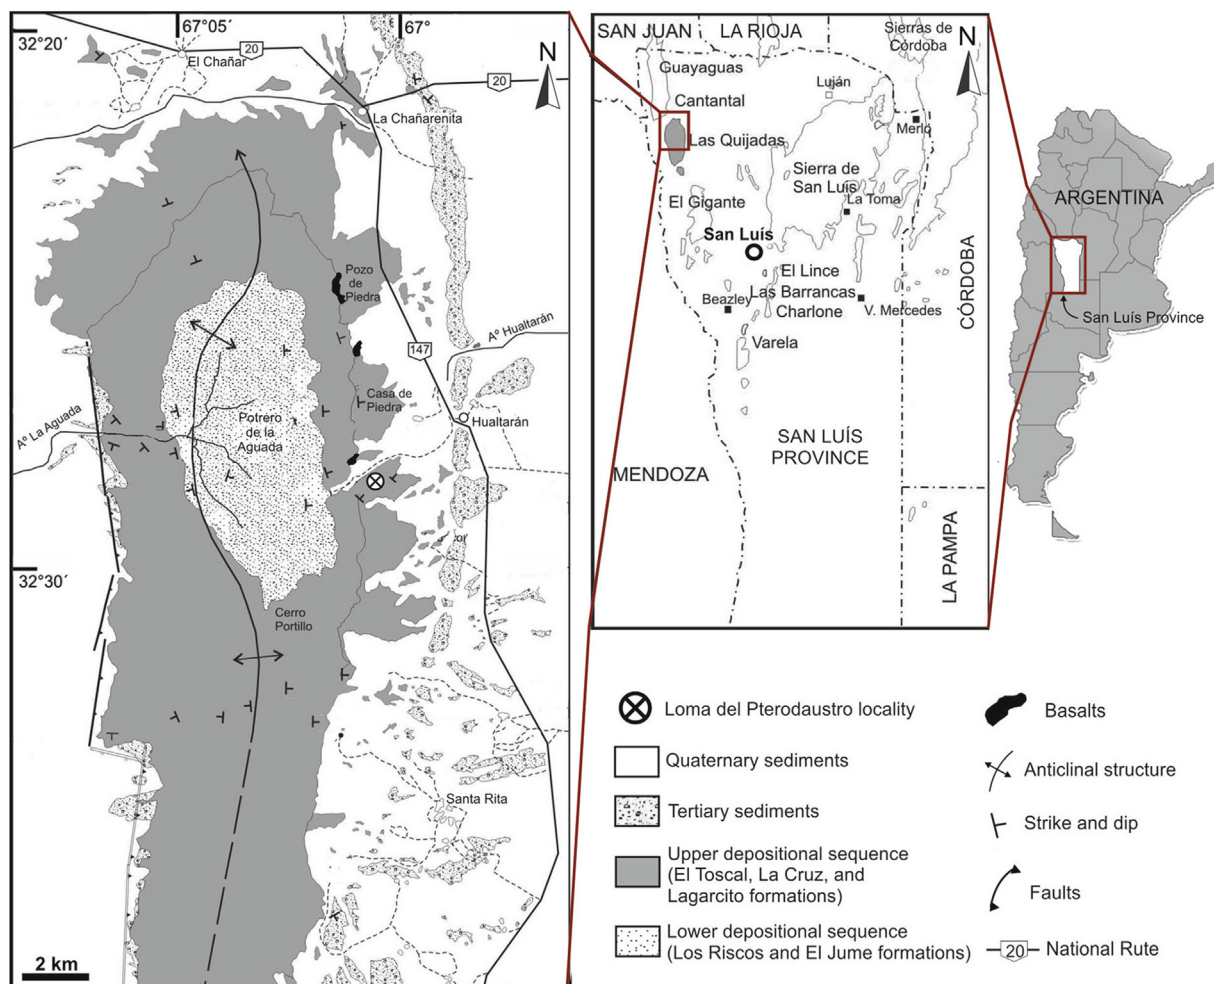 67°05´
67°
32°20´
20
El Chañar
N
20
La Chañarenita
Pozo
de
Piedra
Aº Hualtarán
147
Casa de
Piedra
Aº La Aguada
Potrero
de la
Aguada
Hualtarán
32°30´
Cerro
Portillo
Santa Rita
2 km
SAN JUAN
LA RIOJA
Sierras de
Córdoba
N
Guayaguas
Luján
Cantantal
Merlo
Las Quijadas
Sierra de
San Luís
El Gigante
La Toma
San Luís
CÓRDOBA
El Lince
Beazley
Las Barrancas
Charlone
V. Mercedes
Varela
SAN LUÍS
PROVINCE
MENDOZA
LA PAMPA
ARGENTINA
San Luís Province
Loma del Pterodaustro locality
Quaternary sediments
Tertiary sediments
Upper depositional sequence
(El Toscal, La Cruz, and
Lagarcito formations)
Lower depositional sequence
(Los Riscos and El Jume formations)
Basalts
Anticlinal structure
Strike and dip
Faults
20
National Rute